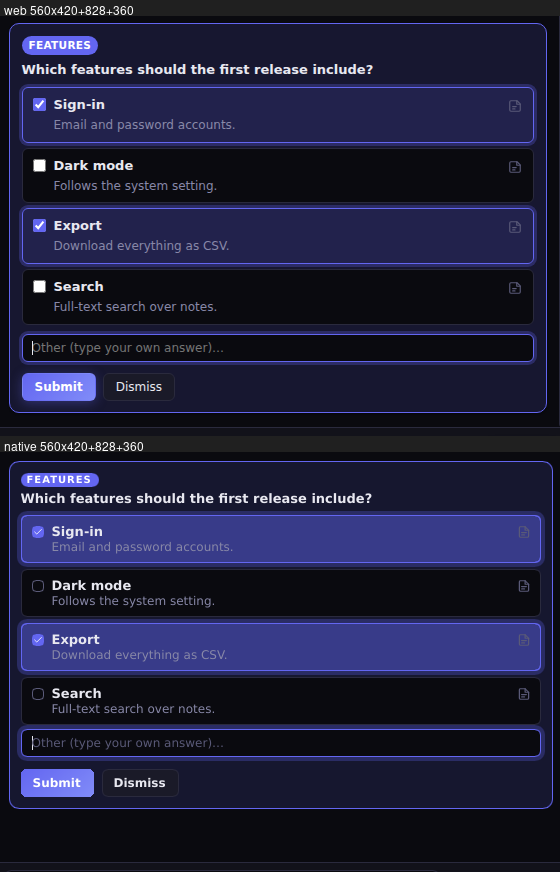 web 560x420+828+360
FEATURES
Which features should the first release include?
Sign-in
Email and password accounts.
Dark mode
Follows the system setting.
Export
Download everything as CSV.
Search
Full-text search over notes.
Other (type your own answer)...
Submit
Dismiss
native 560x420+828+360
FEATURES
Which features should the first release include?
Sign-in
Email and password accounts.
Dark mode
Follows the system setting.
Export
Download everything as CSV.
Search
Full-text search over notes.
Other (type your own answer)...
Submit
Dismiss